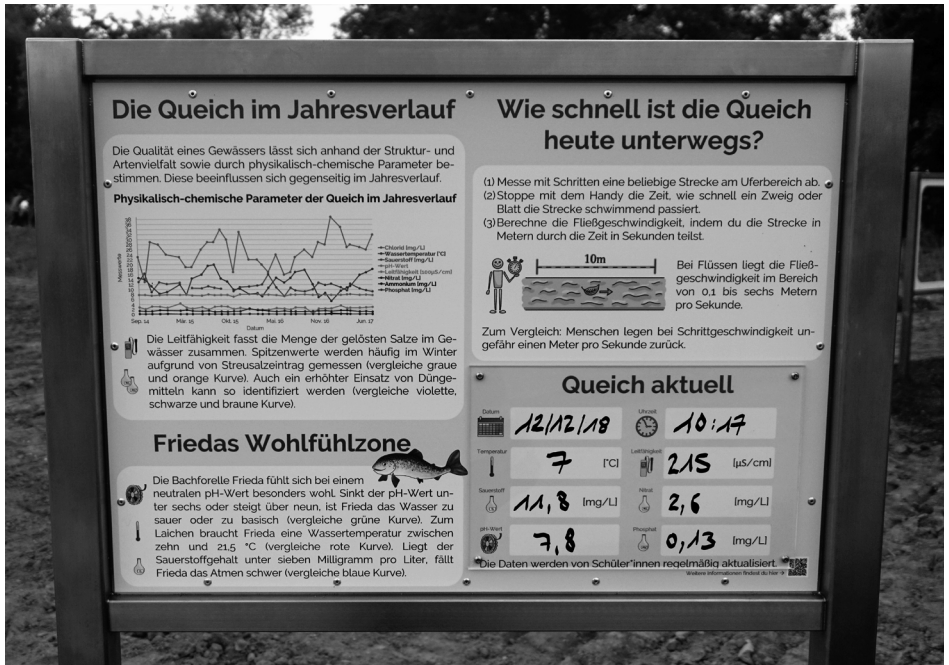 Die Queich im Jahresverlauf
Die Qualität eines Gewässers lässt sich anhand der Struktur- und
Artenvielfalt sowie durch physikalisch-chemische Parameter be-
stimmen. Diese beeinflussen sich gegenseitig im Jahresverlauf.
Physikalisch-chemische Parameter der Queich im Jahresverlauf
Messwerte
Chlorid [mg/L]
Wassertemperatur [°C]
Sauerstoff [mg/L]
pH-Wert
Leitfähigkeit [100µS/cm]
Nitrat [mg/L]
Ammonium [mg/L]
Phosphat [mg/L]
Sep. 14 Mär. 15 Okt. 15 Mai. 16 Nov. 16 Jun. 17
Datum
Die Leitfähigkeit fasst die Menge der gelösten Salze im Ge-
wässer zusammen. Spitzenwerte werden häufig im Winter
aufgrund von Streusalzeintrag gemessen (vergleiche graue
und orange Kurve). Auch ein erhöhter Einsatz von Dünge-
mitteln kann so identifiziert werden (vergleiche violette,
schwarze und braune Kurve).
Friedas Wohlfühlzone
Die Bachforelle Frieda fühlt sich bei einem
neutralen pH-Wert besonders wohl. Sinkt der pH-Wert un-
ter sechs oder steigt über neun, ist Frieda das Wasser zu
sauer oder zu basisch (vergleiche grüne Kurve). Zum
Laichen braucht Frieda eine Wassertemperatur zwischen
zehn und 21,5 °C (vergleiche rote Kurve). Liegt der
Sauerstoffgehalt unter sieben Milligramm pro Liter, fällt
Frieda das Atmen schwer (vergleiche blaue Kurve).
Wie schnell ist die Queich
heute unterwegs?
(1) Messe mit Schritten eine beliebige Strecke am Uferbereich ab.
(2) Stoppe mit dem Handy die Zeit, wie schnell ein Zweig oder
Blatt die Strecke schwimmend passiert.
(3) Berechne die Fließgeschwindigkeit, indem du die Strecke in
Metern durch die Zeit in Sekunden teilst.
10m
Bei Flüssen liegt die Fließ-
geschwindigkeit im Bereich
von 0,1 bis sechs Metern
pro Sekunde.
Zum Vergleich: Menschen legen bei Schrittgeschwindigkeit un-
gefähr einen Meter pro Sekunde zurück.
Queich aktuell
Datum 12/12/18 Uhrzeit 10:17
Temperatur 7 [°C] Leitfähigkeit 215 [µS/cm]
Sauerstoff 11,8 [mg/L] Nitrat 2,6 [mg/L]
pH-Wert 7,8 Phosphat 0,13 [mg/L]
Die Daten werden von Schüler*innen regelmäßig aktualisiert.
Weitere Informationen findest du hier →